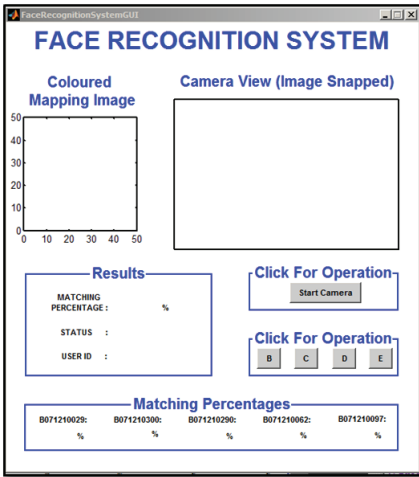 FaceRecognitionSystemGUI
FACE RECOGNITION SYSTEM
Coloured
Mapping Image
Camera View (Image Snapped)
50
40
30
20
10
0
0 10 20 30 40 50
Results
MATCHING
PERCENTAGE : %
STATUS :
USER ID :
Click For Operation
Start Camera
Click For Operation
B C D E
Matching Percentages
B071210029: B071210300: B071210290: B071210062: B071210097:
% % % % %